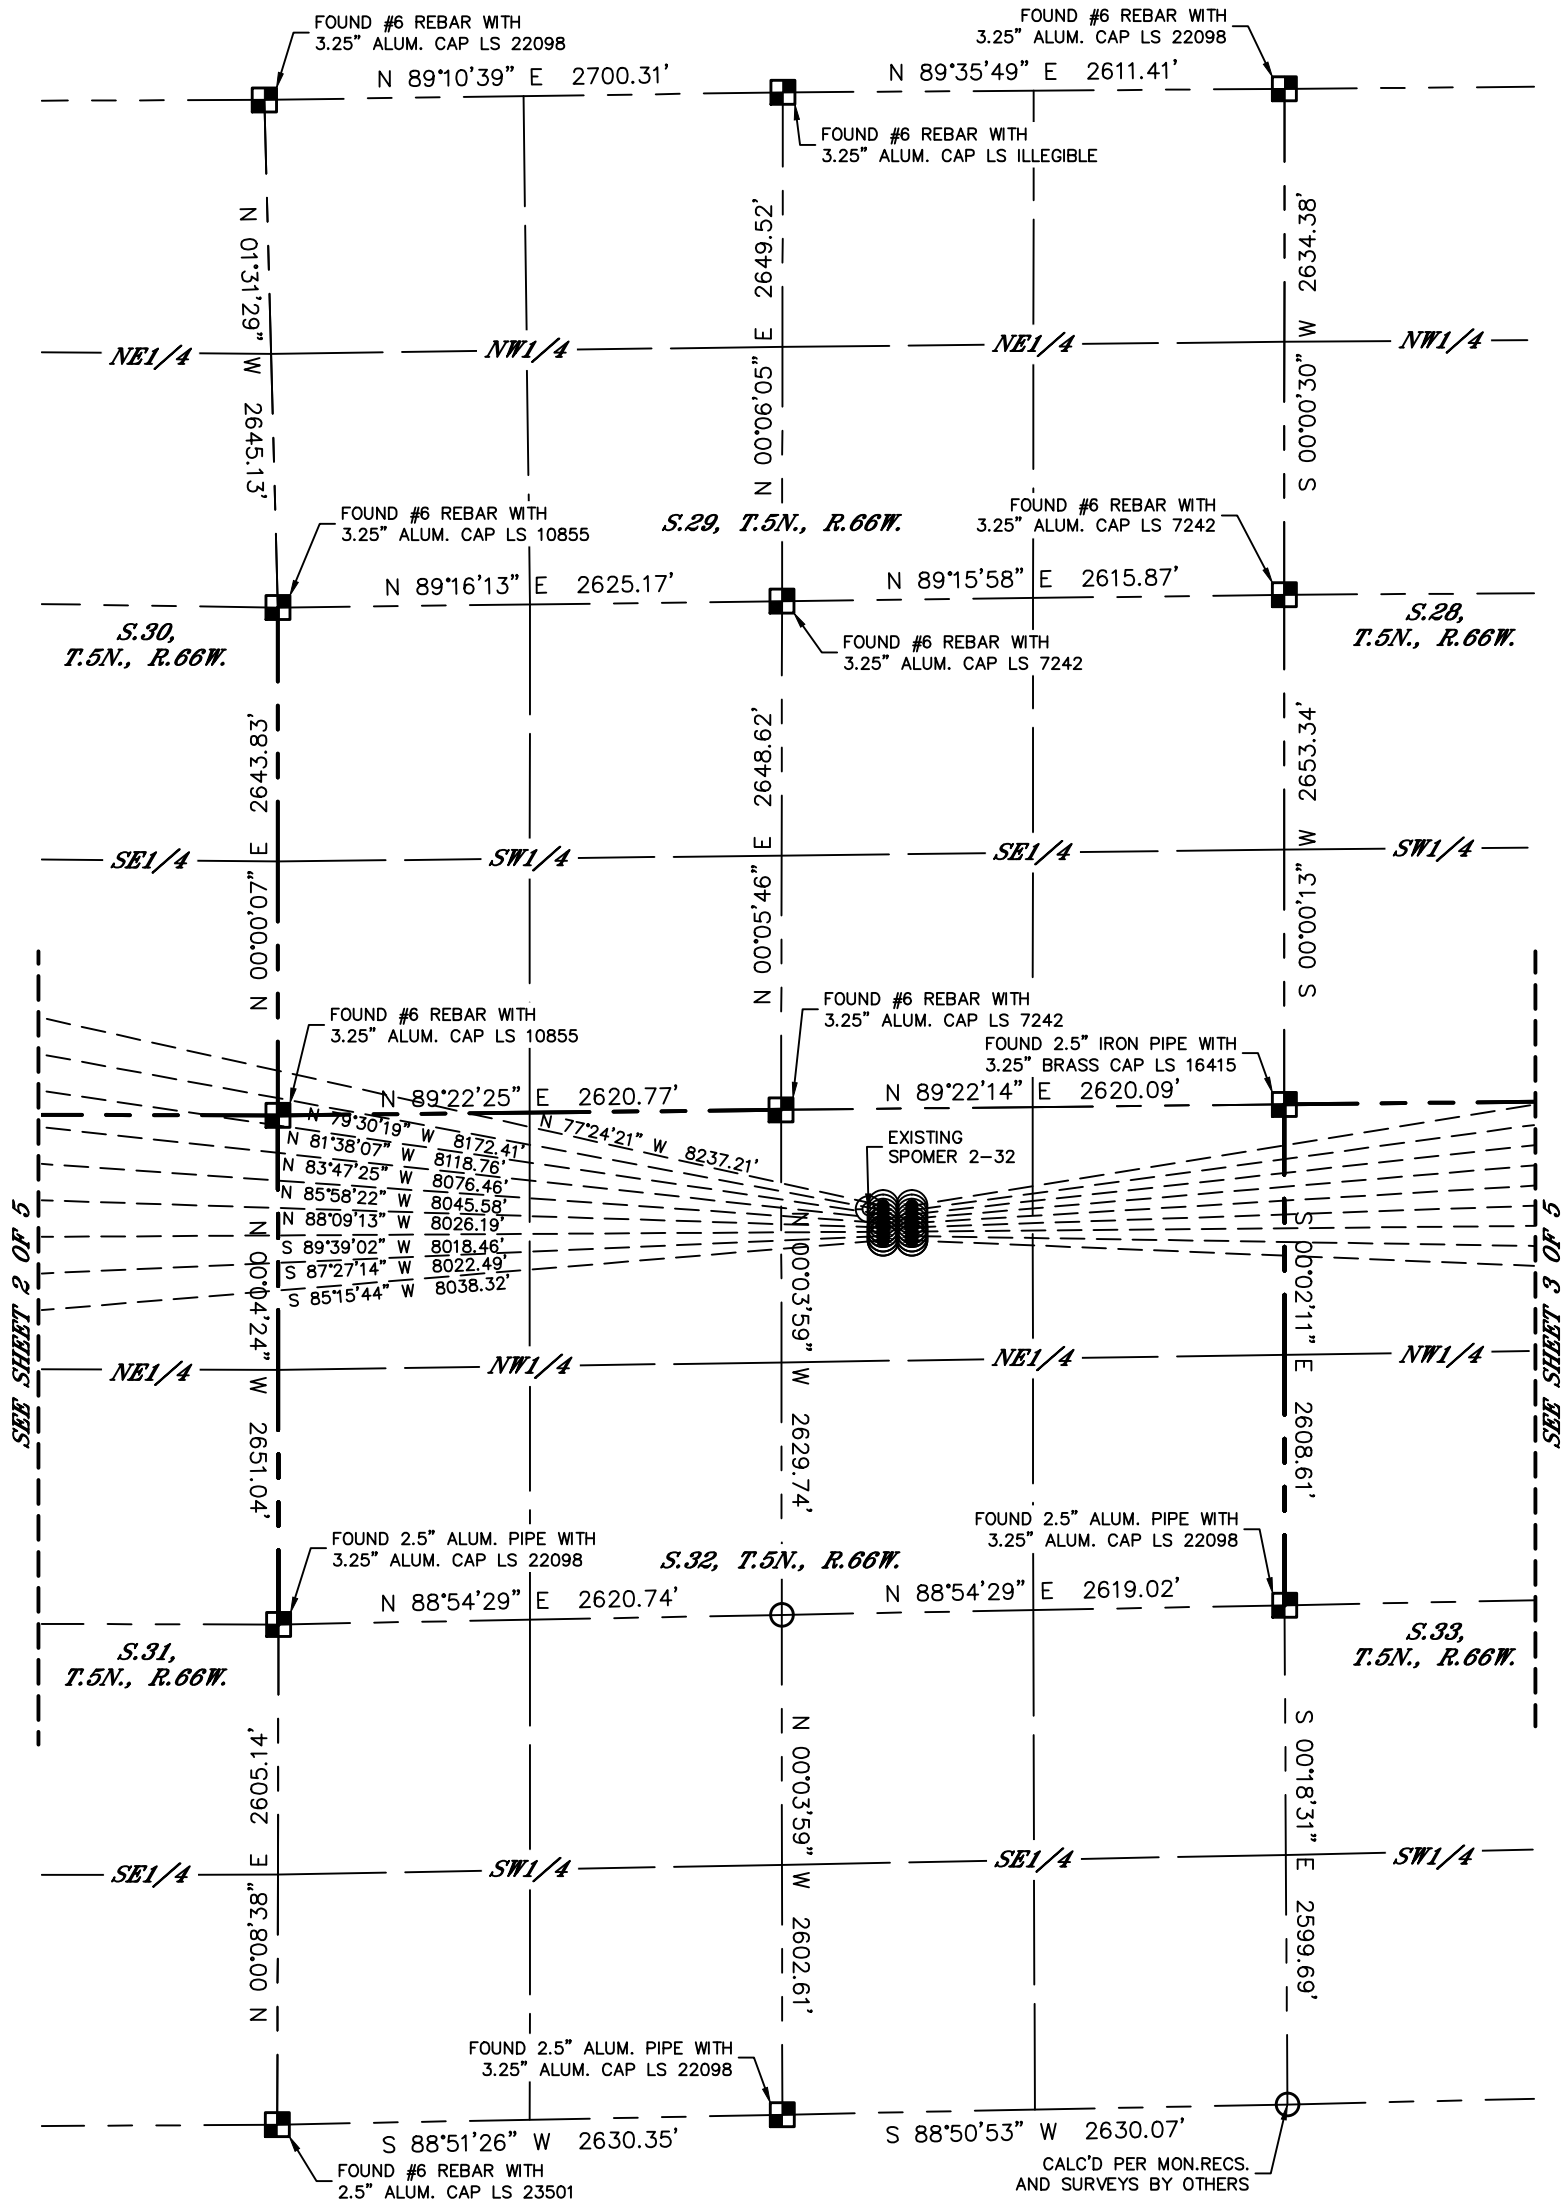 FOUND #6 REBAR WITH
3.25" ALUM. CAP LS 22098
FOUND #6 REBAR WITH
3.25" ALUM. CAP LS 22098
N 89°10'39" E 2700.31'
N 89°35'49" E 2611.41'
FOUND #6 REBAR WITH
3.25" ALUM. CAP LS ILLEGIBLE
N 01°31'29" W 2645.13'
N 00°06'05" E 2649.52'
S 00°00'30" W 2634.38'
NE1/4
NW1/4
NE1/4
NW1/4
FOUND #6 REBAR WITH
3.25" ALUM. CAP LS 10855
S.29, T.5N., R.66W.
FOUND #6 REBAR WITH
3.25" ALUM. CAP LS 7242
N 89°16'13" E 2625.17'
N 89°15'58" E 2615.87'
S.30,
T.5N., R.66W.
FOUND #6 REBAR WITH
3.25" ALUM. CAP LS 7242
S.28,
T.5N., R.66W.
N 00°00'07" E 2643.83'
N 00°05'46" E 2648.62'
S 00°00'13" W 2653.34'
SE1/4
SW1/4
SE1/4
SW1/4
FOUND #6 REBAR WITH
3.25" ALUM. CAP LS 10855
FOUND #6 REBAR WITH
3.25" ALUM. CAP LS 7242
FOUND 2.5" IRON PIPE WITH
3.25" BRASS CAP LS 16415
N 89°22'25" E 2620.77'
N 89°22'14" E 2620.09'
N 77°24'21" W 8237.21'
N 79°30'19" W 8172.41'
N 81°38'07" W 8118.76'
N 83°47'25" W 8076.46'
N 85°58'22" W 8045.58'
N 88°09'13" W 8026.19'
S 89°39'02" W 8018.46'
S 87°27'14" W 8022.49'
S 85°15'44" W 8038.32'
EXISTING
SPOMER 2-32
SEE SHEET 2 OF 5
SEE SHEET 3 OF 5
N 00°04'24" W 2651.04'
N 00°03'59" W 2629.74'
S 00°02'11" E 2608.61'
NE1/4
NW1/4
NE1/4
NW1/4
FOUND 2.5" ALUM. PIPE WITH
3.25" ALUM. CAP LS 22098
S.32, T.5N., R.66W.
FOUND 2.5" ALUM. PIPE WITH
3.25" ALUM. CAP LS 22098
N 88°54'29" E 2620.74'
N 88°54'29" E 2619.02'
S.31,
T.5N., R.66W.
S.33,
T.5N., R.66W.
N 00°08'38" E 2605.14'
N 00°03'59" W 2602.61'
S 00°18'31" E 2599.69'
SE1/4
SW1/4
SE1/4
SW1/4
FOUND 2.5" ALUM. PIPE WITH
3.25" ALUM. CAP LS 22098
S 88°51'26" W 2630.35'
S 88°50'53" W 2630.07'
FOUND #6 REBAR WITH
2.5" ALUM. CAP LS 23501
CALC'D PER MON.RECS.
AND SURVEYS BY OTHERS